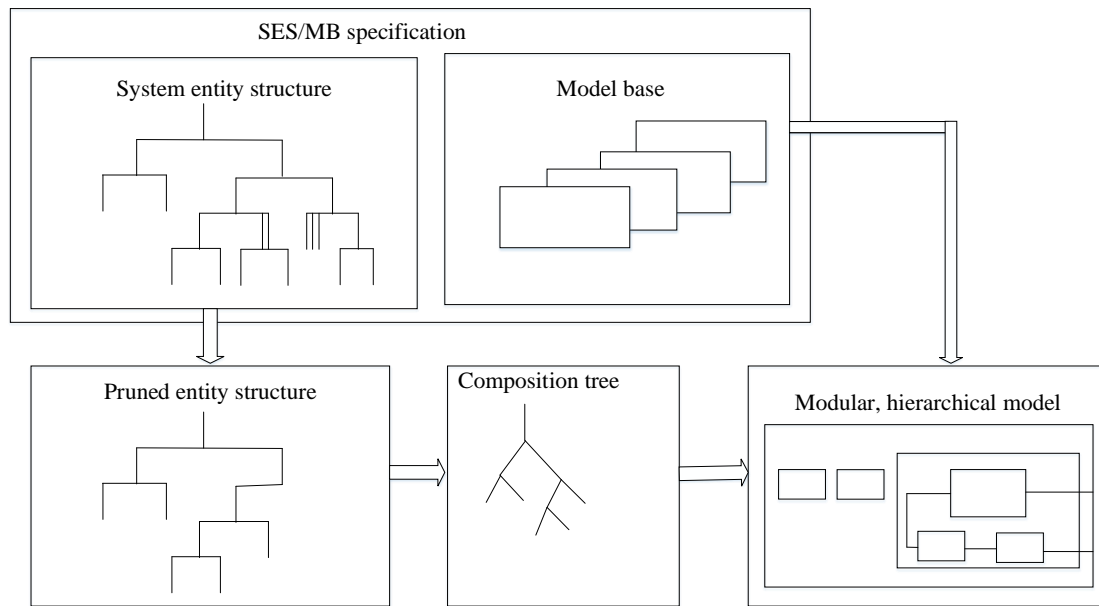 SES/MB specification
System entity structure
Model base
Pruned entity structure
Composition tree
Modular, hierarchical model